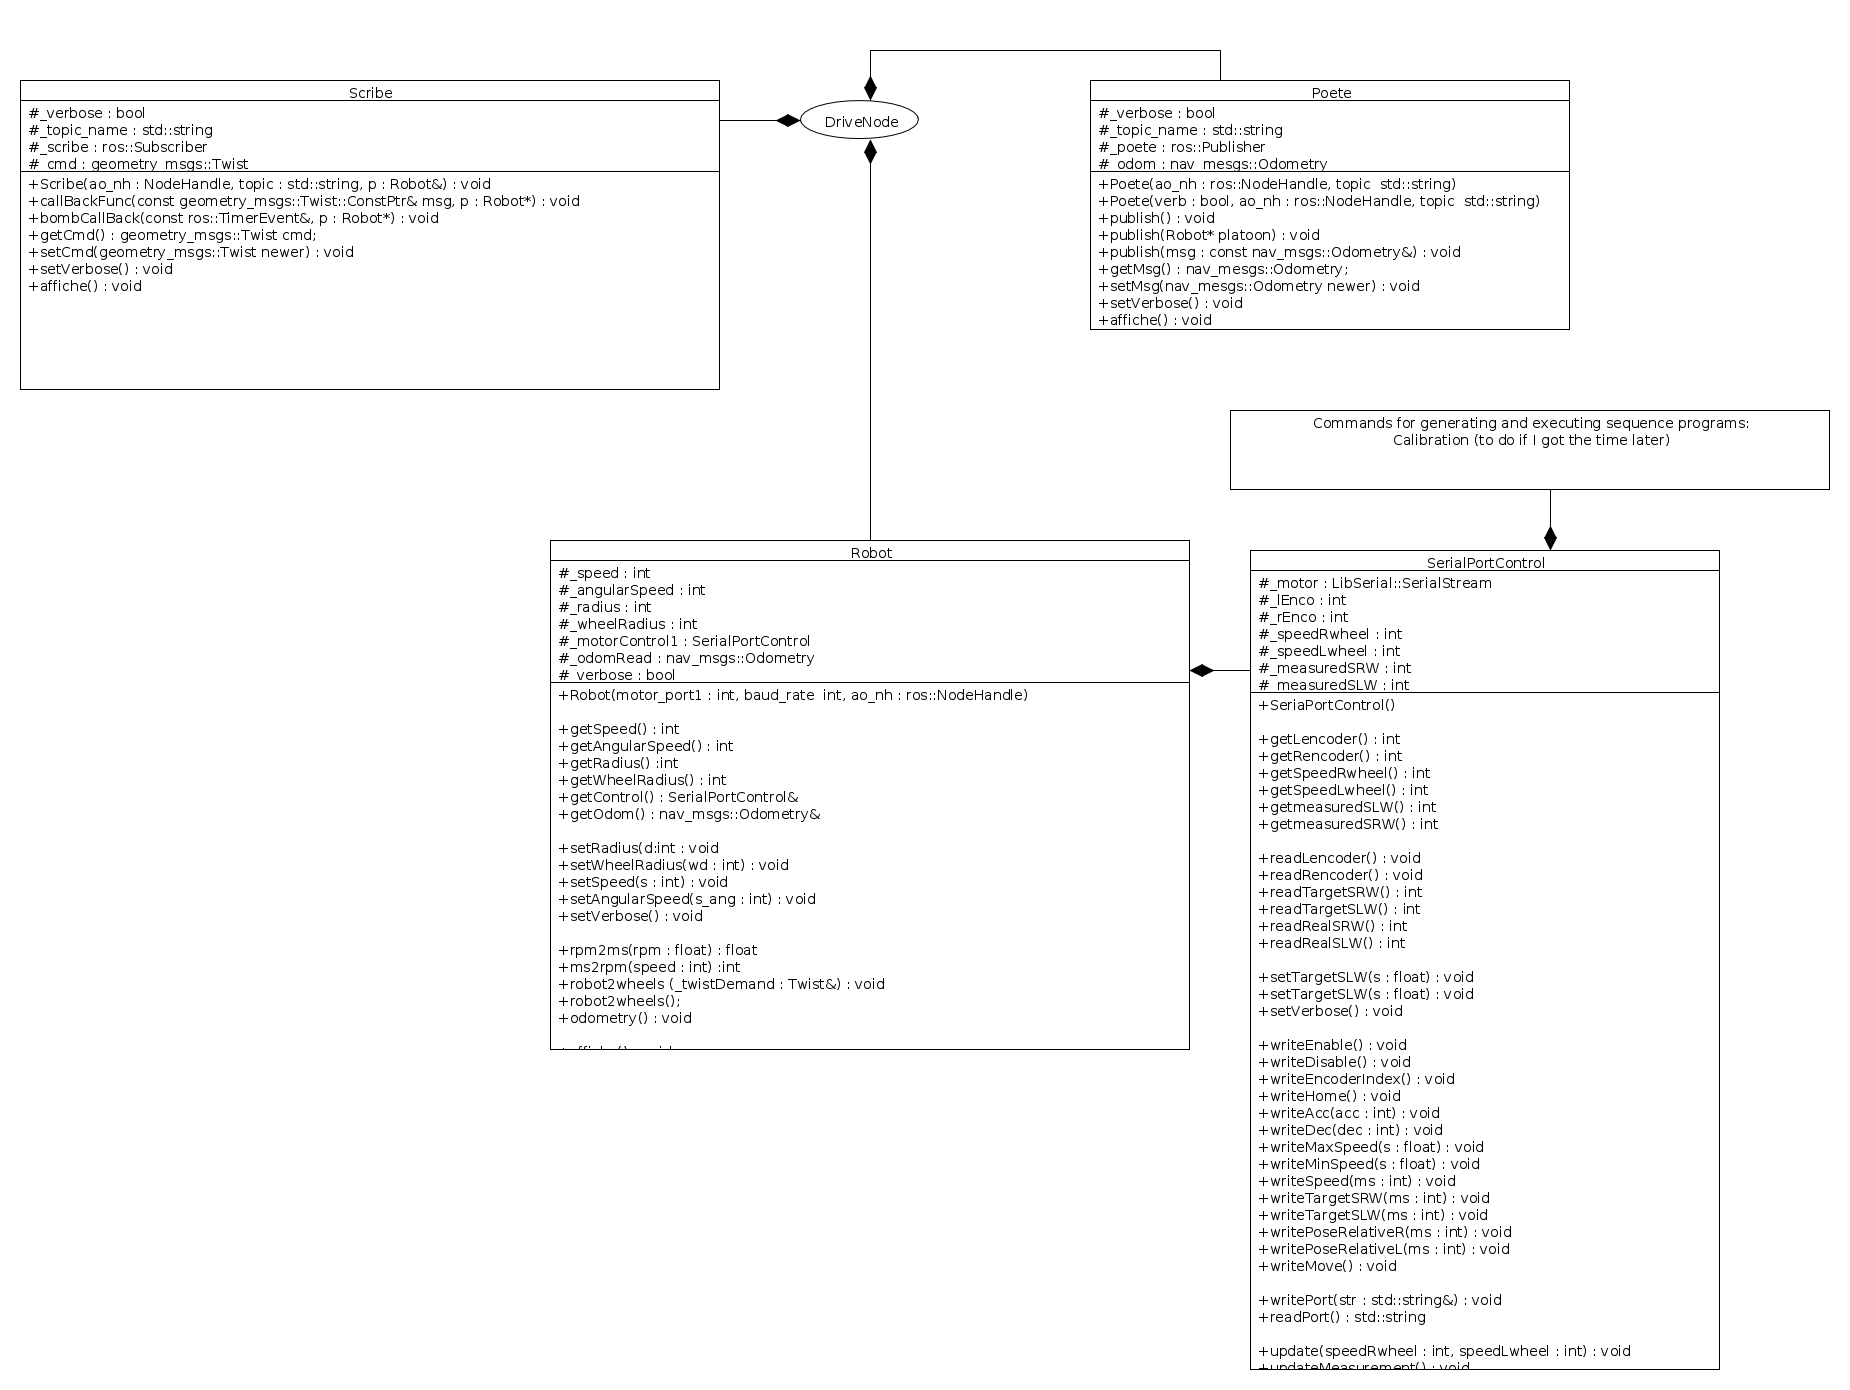 Scribe
#_verbose : bool
#_topic_name : std::string
#_scribe : ros::Subscriber
#_cmd : geometry_msgs::Twist
+Scribe(ao_nh : NodeHandle, topic : std::string, p : Robot&) : void
+callBackFunc(const geometry_msgs::Twist::ConstPtr& msg, p : Robot*) : void
+bombCallBack(const ros::TimerEvent&, p : Robot*) : void
+getCmd() : geometry_msgs::Twist cmd;
+setCmd(geometry_msgs::Twist newer) : void
+setVerbose() : void
+affiche() : void
DriveNode
Poete
#_verbose : bool
#_topic_name : std::string
#_poete : ros::Publisher
#_odom : nav_mesgs::Odometry
+Poete(ao_nh : ros::NodeHandle, topic  std::string)
+Poete(verb : bool, ao_nh : ros::NodeHandle, topic  std::string)
+publish() : void
+publish(Robot* platoon) : void
+publish(msg : const nav_msgs::Odometry&) : void
+getMsg() : nav_mesgs::Odometry;
+setMsg(nav_mesgs::Odometry newer) : void
+setVerbose() : void
+affiche() : void
Commands for generating and executing sequence programs:
Calibration (to do if I got the time later)
Robot
#_speed : int
#_angularSpeed : int
#_radius : int
#_wheelRadius : int
#_motorControl1 : SerialPortControl
#_odomRead : nav_msgs::Odometry
#_verbose : bool
+Robot(motor_port1 : int, baud_rate  int, ao_nh : ros::NodeHandle)
+getSpeed() : int
+getAngularSpeed() : int
+getRadius() :int
+getWheelRadius() : int
+getControl() : SerialPortControl&
+getOdom() : nav_msgs::Odometry&
+setRadius(d:int : void
+setWheelRadius(wd : int) : void
+setSpeed(s : int) : void
+setAngularSpeed(s_ang : int) : void
+setVerbose() : void
+rpm2ms(rpm : float) : float
+ms2rpm(speed : int) :int
+robot2wheels (_twistDemand : Twist&) : void
+robot2wheels();
+odometry() : void
SerialPortControl
#_motor : LibSerial::SerialStream
#_lEnco : int
#_rEnco : int
#_speedRwheel : int
#_speedLwheel : int
#_measuredSRW : int
#_measuredSLW : int
+SeriaPortControl()
+getLencoder() : int
+getRencoder() : int
+getSpeedRwheel() : int
+getSpeedLwheel() : int
+getmeasuredSLW() : int
+getmeasuredSRW() : int
+readLencoder() : void
+readRencoder() : void
+readTargetSRW() : int
+readTargetSLW() : int
+readRealSRW() : int
+readRealSLW() : int
+setTargetSLW(s : float) : void
+setTargetSLW(s : float) : void
+setVerbose() : void
+writeEnable() : void
+writeDisable() : void
+writeEncoderIndex() : void
+writeHome() : void
+writeAcc(acc : int) : void
+writeDec(dec : int) : void
+writeMaxSpeed(s : float) : void
+writeMinSpeed(s : float) : void
+writeSpeed(ms : int) : void
+writeTargetSRW(ms : int) : void
+writeTargetSLW(ms : int) : void
+writePoseRelativeR(ms : int) : void
+writePoseRelativeL(ms : int) : void
+writeMove() : void
+writePort(str : std::string&) : void
+readPort() : std::string
+update(speedRwheel : int, speedLwheel : int) : void
+updateMeasurement() : void